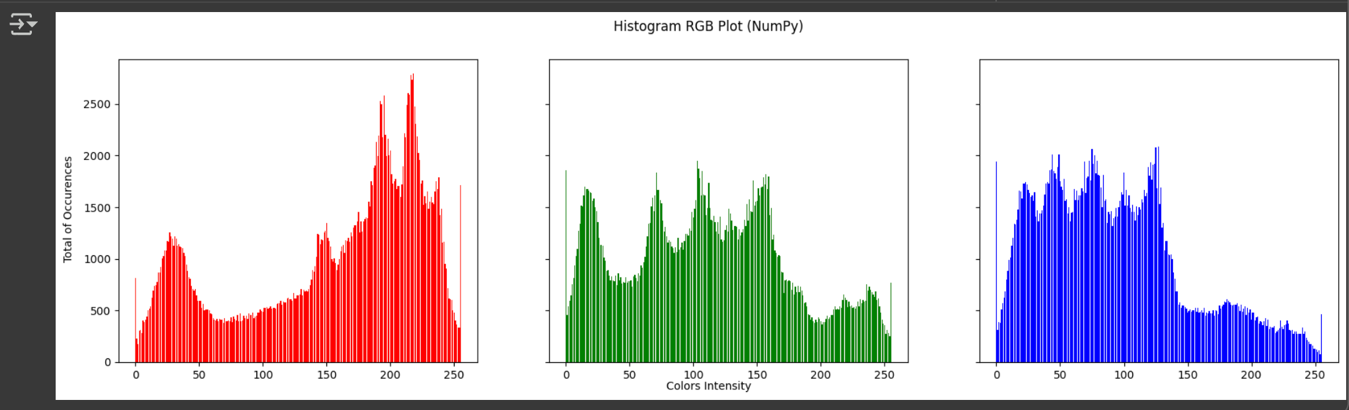 Histogram RGB Plot (NumPy)
Total of Occurences
2500
2000
1500
1000
500
0
0 50 100 150 200 250
0 50 100 150 200 250
0 50 100 150 200 250
Colors Intensity